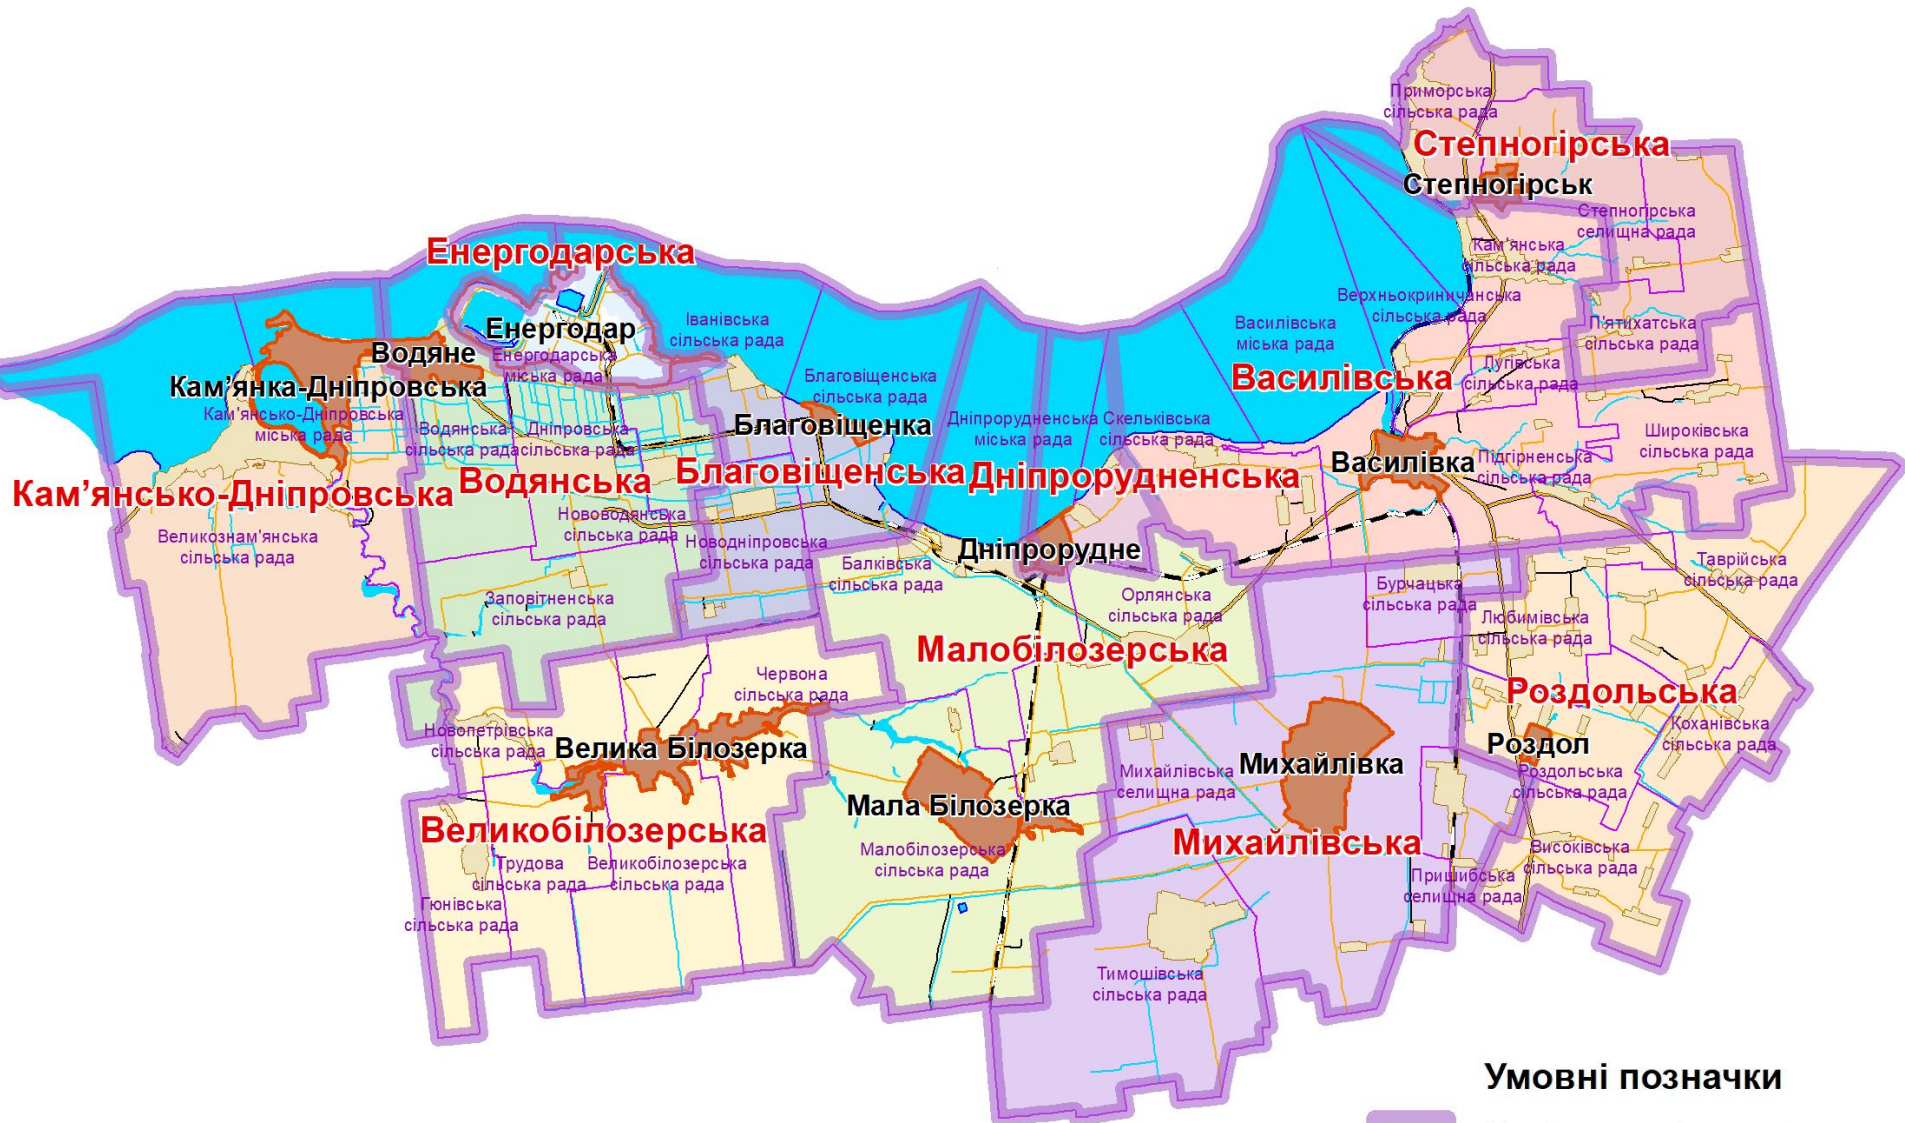 Приморська
сільська рада
Степногірська
Степногірськ
Степногірська
селищна рада
Кам'янська
сільська рада
Енергодарська
Верхньокриничанська
сільська рада
Іванівська
сільська рада
Василівська
міська рада
П'ятихатська
сільська рада
Енергодар
Водяне
Енергодарська
міська рада
Кам’янка-Дніпровська
Благовіщенська
сільська рада
Василівська
Лугівська
сільська рада
Кам'янсько-Дніпровська
міська рада
Водянська
сільська рада
Дніпровська
сільська рада
Благовіщенка
Дніпрорудненська
міська рада
Скельківська
сільська рада
Широківська
сільська рада
Василівка
Підгірненська
сільська рада
Кам’янсько-Дніпровська
Водянська
Благовіщенська
Дніпрорудненська
Великознам'янська
сільська рада
Нововодянська
сільська рада
Новодніпровська
сільська рада
Дніпрорудне
Балківська
сільська рада
Таврійська
сільська рада
Бурчацька
сільська рада
Орлянська
сільська рада
Заповітненська
сільська рада
Любимівська
сільська рада
Малобілозерська
Червона
сільська рада
Роздольська
Новопетрівська
сільська рада
Велика Білозерка
Коханівська
сільська рада
Роздол
Михайлівка
Михайлівська
селищна рада
Роздольська
сільська рада
Мала Білозерка
Великобілозерська
Михайлівська
Малобілозерська
сільська рада
Високівська
сільська рада
Трудова
сільська рада
Великобілозерська
сільська рада
Пришибська
селищна рада
Гюнівська
сільська рада
Тимошівська
сільська рада
Умовні позначки